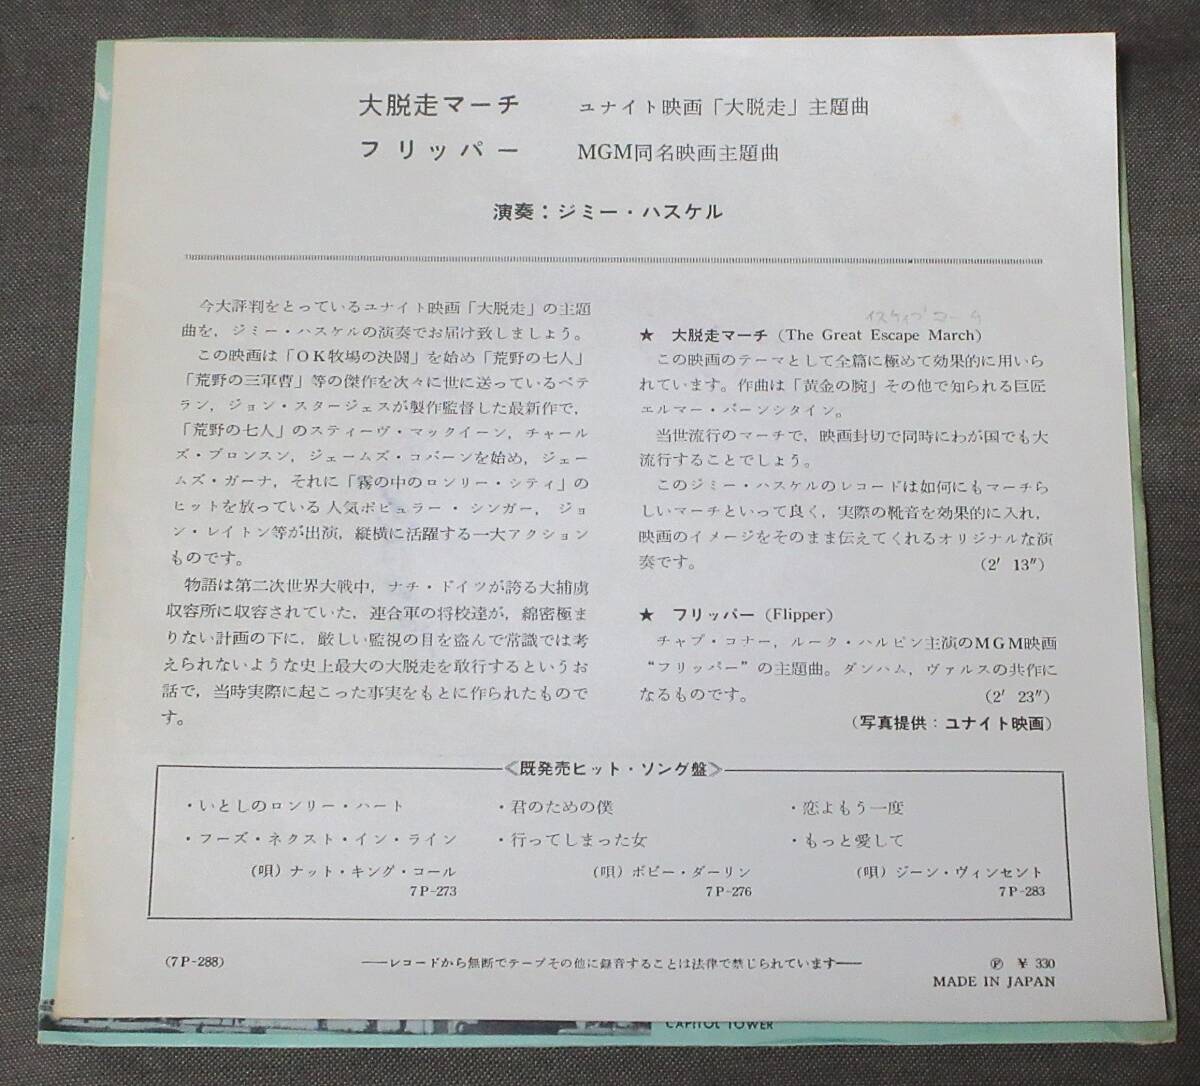 大脱走マーチ ユナイト映画「大脱走」主題曲
フリッパー MGM同名映画主題曲
演奏：ジミー・ハスケル
今大評判をとっているユナイト映画「大脱走」の主題
曲を，ジミー・ハスケルの演奏でお届け致しましょう。
この映画は「OK牧場の決闘」を始め「荒野の七人」
「荒野の三軍曹」等の傑作を次々に世に送っているベテ
ラン，ジョン・スタージェスが製作監督した最新作で，
「荒野の七人」のスティーヴ・マックイーン，チャール
ズ・ブロンスン，ジェームズ・コバーンを始め，ジェー
ムズ・ガーナ，それに「霧の中のロンリー・シティ」の
ヒットを放っている人気ポピュラー・シンガー，ジョ
ン・レイトン等が出演，縦横に活躍する一大アクション
ものです。
物語は第二次世界大戦中，ナチ・ドイツが誇る大捕虜
収容所に収容されていた，連合軍の将校達が，綿密極ま
りない計画の下に，厳しい監視の目を盗んで常識では考
えられないような史上最大の大脱走を敢行するというお
話で，当時実際に起こった事実をもとに作られたもので
す。
★ 大脱走マーチ (The Great Escape March)
この映画のテーマとして全篇に極めて効果的に用いら
れています。作曲は「黄金の腕」その他で知られる巨匠
エルマー・バーンシタイン。
当世流行のマーチで，映画封切で同時にわが国でも大
流行することでしょう。
このジミー・ハスケルのレコードは如何にもマーチら
しいマーチといって良く，実際の靴音を効果的に入れ，
映画のイメージをそのまま伝えてくれるオリジナルな演
奏です。 (2′ 13″)
★ フリッパー (Flipper)
チャブ・コナー，ルーク・ハルピン主演のMGM映画
“フリッパー”の主題曲。ダンハム，ヴァルスの共作に
なるものです。 (2′ 23″)
(写真提供：ユナイト映画)
≪既発売ヒット・ソング盤≫
・いとしのロンリー・ハート
・フーズ・ネクスト・イン・ライン
(唄) ナット・キング・コール
7P-273
・君のための僕
・行ってしまった女
(唄) ボビー・ダーリン
7P-276
・恋よもう一度
・もっと愛して
(唄) ジーン・ヴィンセント
7P-283
(7P-288) ──レコードから無断でテープその他に録音することは法律で禁じられています── Ⓟ ¥ 330
MADE IN JAPAN
CAPITOL TOWER